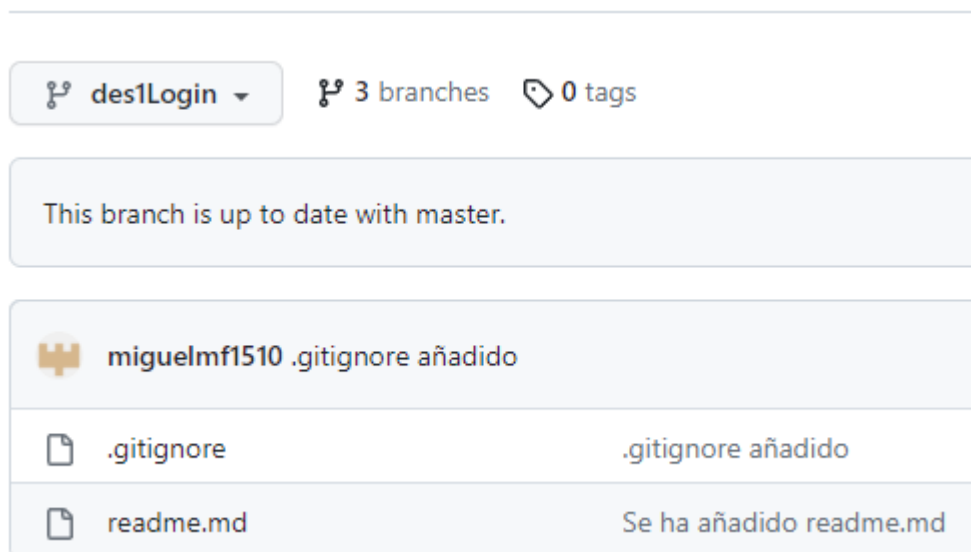 des1Login 3 branches 0 tags
This branch is up to date with master.
miguelmf1510 .gitignore añadido
.gitignore .gitignore añadido
readme.md Se ha añadido readme.md